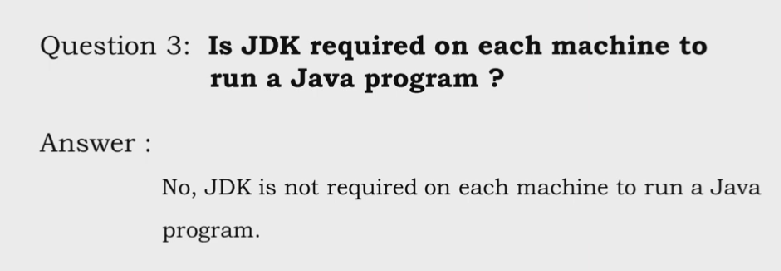 Question 3: Is JDK required on each machine to
run a Java program ?
Answer :
No, JDK is not required on each machine to run a Java
program.